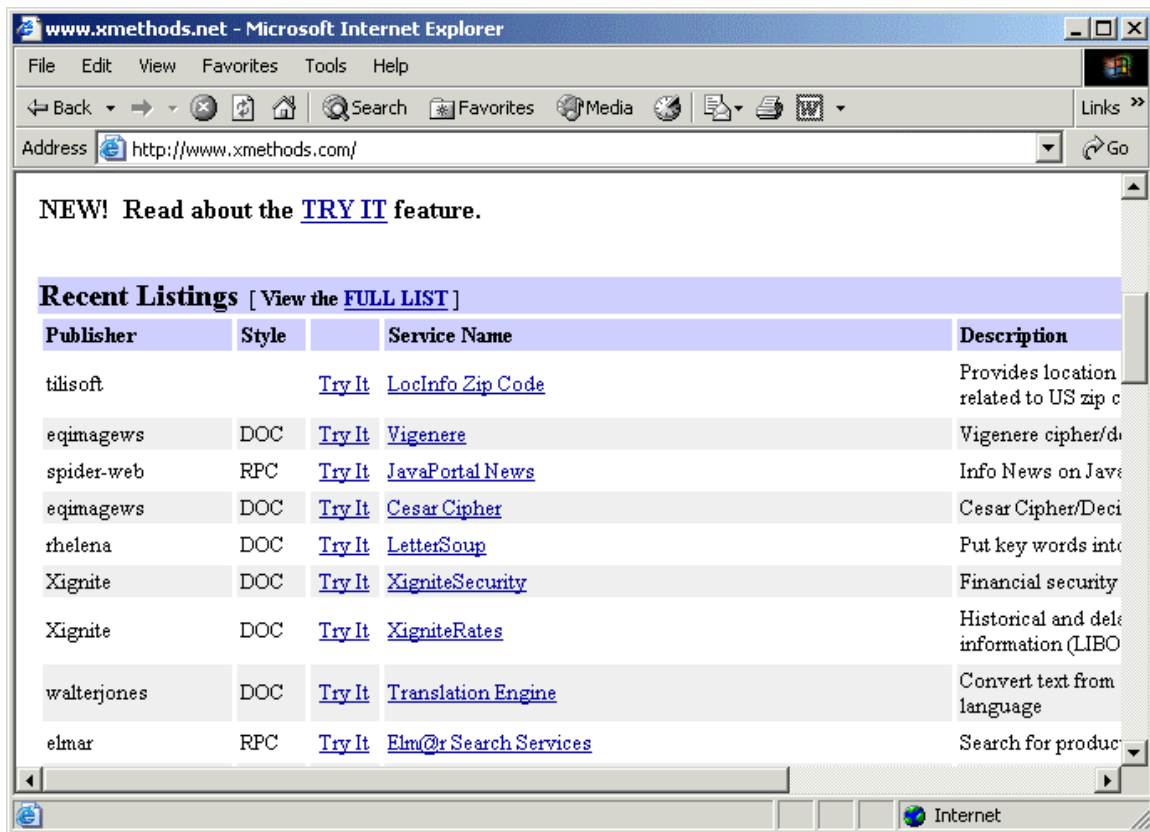 www.xmethods.net - Microsoft Internet Explorer
File Edit View Favorites Tools Help
Back Search Favorites Media Links »
Address http://www.xmethods.com/ Go
NEW! Read about the TRY IT feature.
Recent Listings [ View the FULL LIST ]
Publisher Style Service Name Description
tilisoft Try It LocInfo Zip Code Provides location
related to US zip c
eqimagews DOC Try It Vigenere Vigenere cipher/d
spider-web RPC Try It JavaPortal News Info News on Java
eqimagews DOC Try It Cesar Cipher Cesar Cipher/Deci
rhelena DOC Try It LetterSoup Put key words into
Xignite DOC Try It XigniteSecurity Financial security
Xignite DOC Try It XigniteRates Historical and dela
information (LIBO
walterjones DOC Try It Translation Engine Convert text from
language
elmar RPC Try It Elm@r Search Services Search for produc
Internet